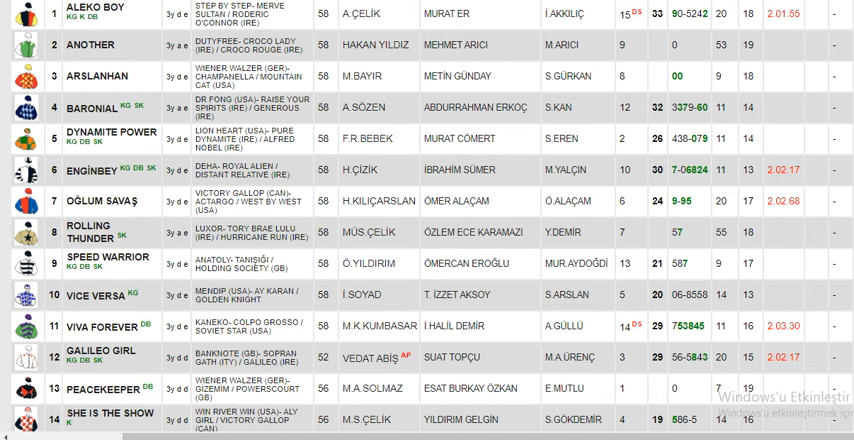 1 ALEKO BOY KG K DB 3y d e STEP BY STEP- MERVE SULTAN / RODERIC O'CONNOR (IRE) 58 A.ÇELİK MURAT ER İ.AKKILIÇ 15 DS 33 90-5242 20 18 2.01.55 -
2 ANOTHER 3y a e DUTYFREE- CROCO LADY (IRE) / CROCO ROUGE (IRE) 58 HAKAN YILDIZ MEHMET ARICI M.ARICI 9 0 53 19 -
3 ARSLANHAN 3y d e WIENER WALZER (GER)- CHAMPANELLA / MOUNTAIN CAT (USA) 58 M.BAYIR METİN GÜNDAY S.GÜRKAN 8 00 9 18 -
4 BARONIAL KG SK 3y a e DR FONG (USA)- RAISE YOUR SPIRITS (IRE) / GENEROUS (IRE) 58 A.SÖZEN ABDURRAHMAN ERKOÇ S.KAN 12 32 3379-60 11 14 -
5 DYNAMITE POWER KG DB SK 3y d e LION HEART (USA)- PURE DYNAMITE (IRE) / ALFRED NOBEL (IRE) 58 F.R.BEBEK MURAT CÖMERT S.EREN 2 26 438-079 11 14 -
6 ENGİNBEY KG DB SK 3y d e DEHA- ROYAL ALIEN / DISTANT RELATIVE (IRE) 58 H.ÇİZİK İBRAHİM SÜMER M.YALÇIN 10 30 7-06824 11 13 2.02.17 -
7 OĞLUM SAVAŞ 3y d e VICTORY GALLOP (CAN)- ACTARGO / WEST BY WEST (USA) 58 H.KILIÇARSLAN ÖMER ALAÇAM Ö.ALAÇAM 6 24 9-95 20 17 2.02.68 -
8 ROLLING THUNDER SK 3y a e LUXOR- TORY BRAE LULU (IRE) / HURRICANE RUN (IRE) 58 MÜS.ÇELİK ÖZLEM ECE KARAMAZI Y.DEMİR 7 57 55 18 -
9 SPEED WARRIOR KG DB SK 3y d e ANATOLY- TANIŞIĞI / HOLDING SOCIETY (GB) 58 Ö.YILDIRIM ÖMERCAN EROĞLU MUR.AYDOĞDİ 13 21 587 9 17 -
10 VICE VERSA KG 3y d e MENDIP (USA)- AY KARAN / GOLDEN KNIGHT 58 İ.SOYAD T. İZZET AKSOY S.ARSLAN 5 20 06-8558 14 13 -
11 VIVA FOREVER DB 3y d e KANEKO- COLPO GROSSO / SOVIET STAR (USA) 58 M.K.KUMBASAR İ.HALİL DEMİR A.GÜLLÜ 14 DS 29 753845 11 16 2.03.30 -
12 GALILEO GIRL KG DB SK 3y d d BANKNOTE (GB)- SOPRAN GATH (ITY) / GALILEO (IRE) 52 VEDAT ABİŞ AP SUAT TOPÇU M.A.ÜRENÇ 3 29 56-5843 20 15 2.02.17 -
13 PEACEKEEPER DB 3y d d WIENER WALZER (GER)- GIZEMIM / POWERSCOURT (GB) 56 M.A.SOLMAZ ESAT BURKAY ÖZKAN E.MUTLU 1 0 7 19 -
Windows'u Etkinleştir
14 SHE IS THE SHOW K 3y d d WIN RIVER WIN (USA)- ALY GIRL / VICTORY GALLOP (CAN) 56 M.S.ÇELİK YILDIRIM GELGİN S.GÖKDEMİR 4 19 586-5 14 16 -
Windows'u etkinleştirmek için